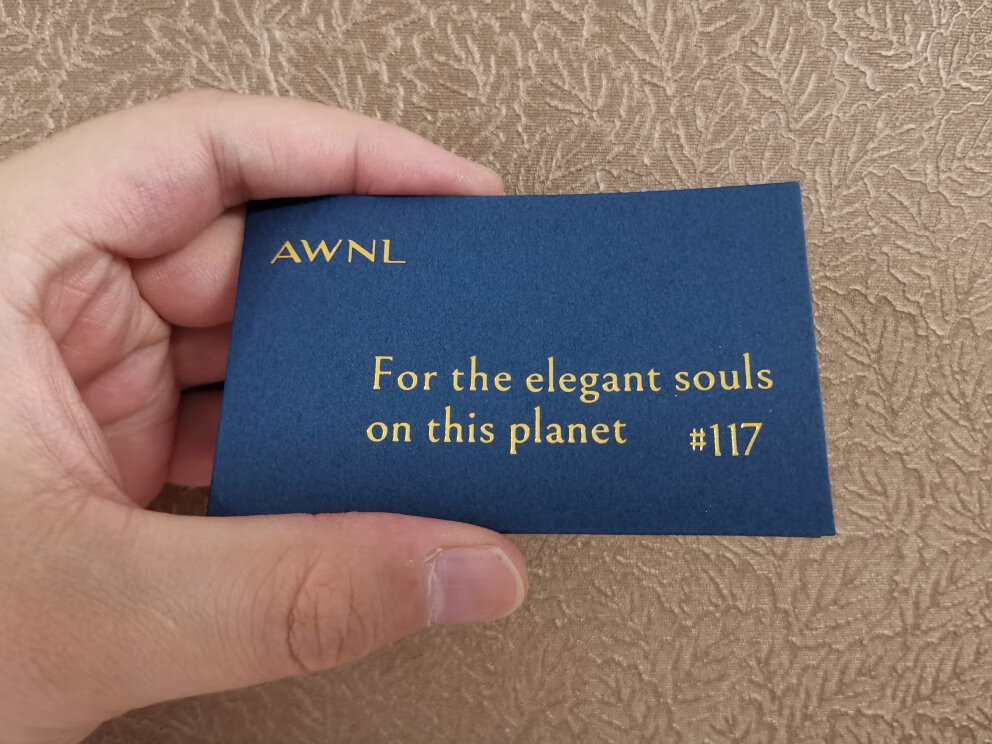 AWNL
For the elegant souls
on this planet #117